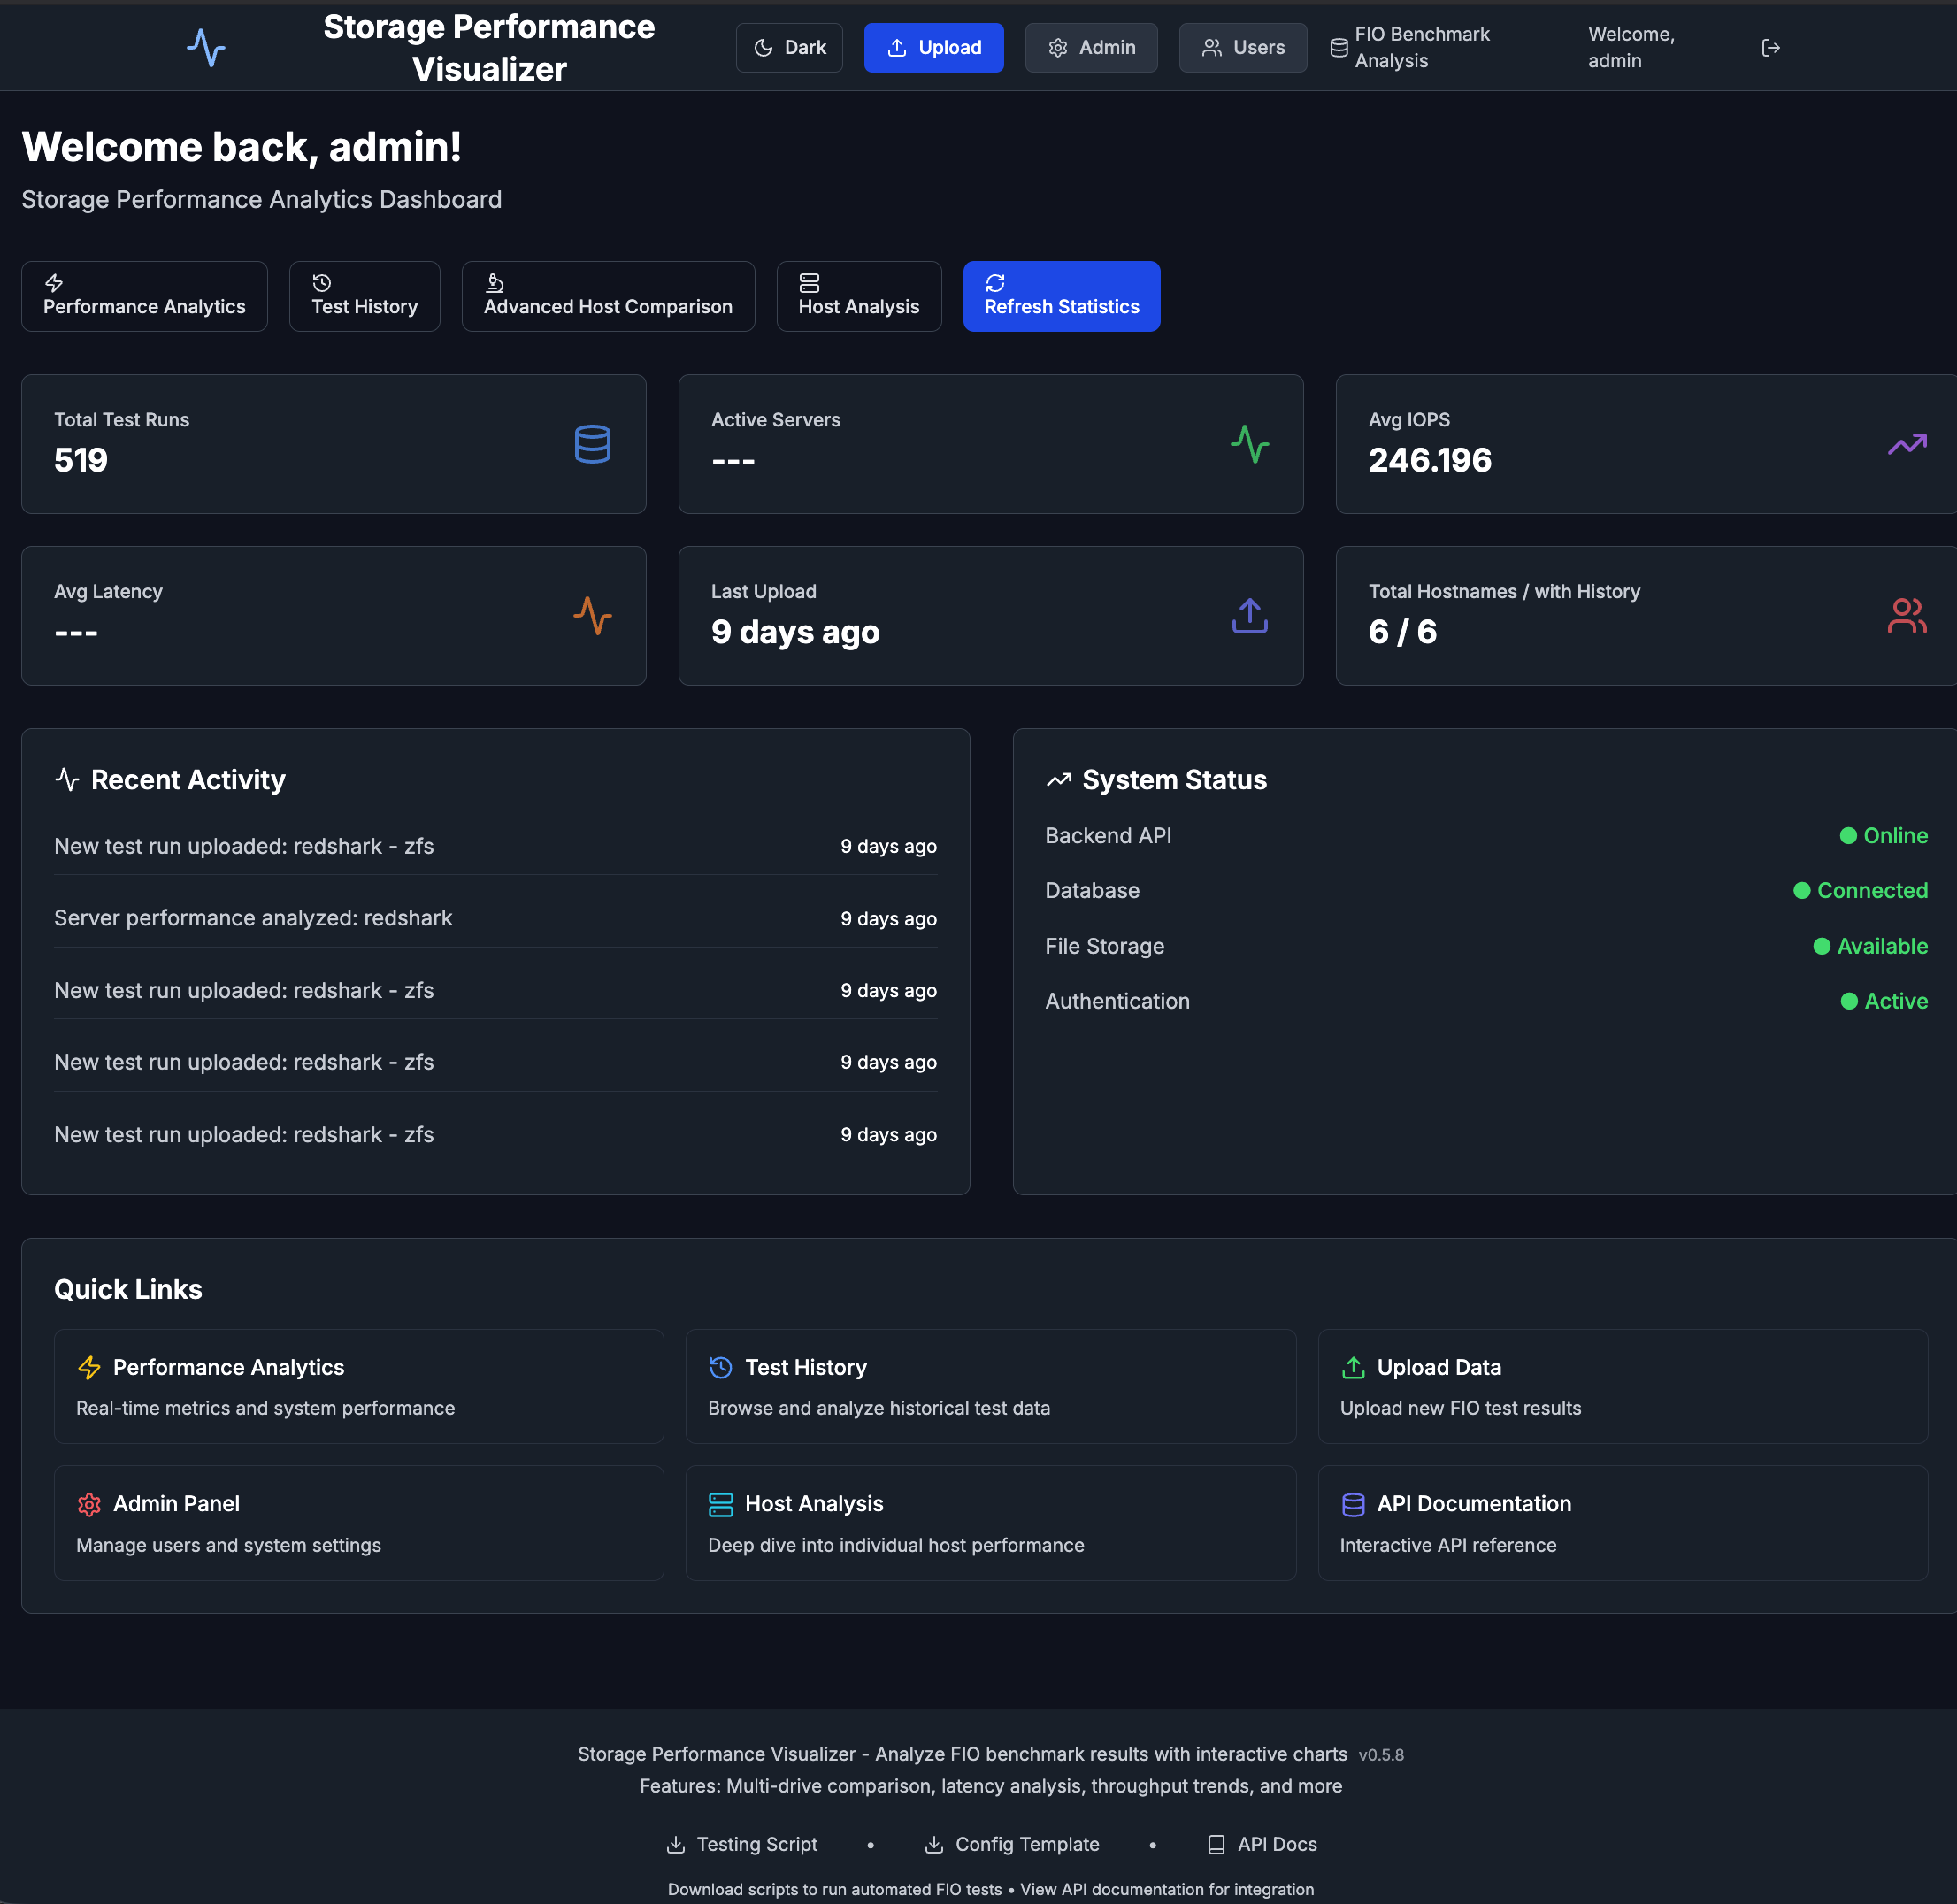 Storage Performance
Visualizer
Dark
Upload
Admin
Users
FIO Benchmark
Analysis
Welcome,
admin
Welcome back, admin!
Storage Performance Analytics Dashboard
Performance Analytics
Test History
Advanced Host Comparison
Host Analysis
Refresh Statistics
Total Test Runs
519
Active Servers
---
Avg IOPS
246.196
Avg Latency
---
Last Upload
9 days ago
Total Hostnames / with History
6 / 6
Recent Activity
New test run uploaded: redshark - zfs 9 days ago
Server performance analyzed: redshark 9 days ago
New test run uploaded: redshark - zfs 9 days ago
New test run uploaded: redshark - zfs 9 days ago
New test run uploaded: redshark - zfs 9 days ago
System Status
Backend API Online
Database Connected
File Storage Available
Authentication Active
Quick Links
Performance Analytics
Real-time metrics and system performance
Test History
Browse and analyze historical test data
Upload Data
Upload new FIO test results
Admin Panel
Manage users and system settings
Host Analysis
Deep dive into individual host performance
API Documentation
Interactive API reference
Storage Performance Visualizer - Analyze FIO benchmark results with interactive charts v0.5.8
Features: Multi-drive comparison, latency analysis, throughput trends, and more
Testing Script • Config Template • API Docs
Download scripts to run automated FIO tests • View API documentation for integration